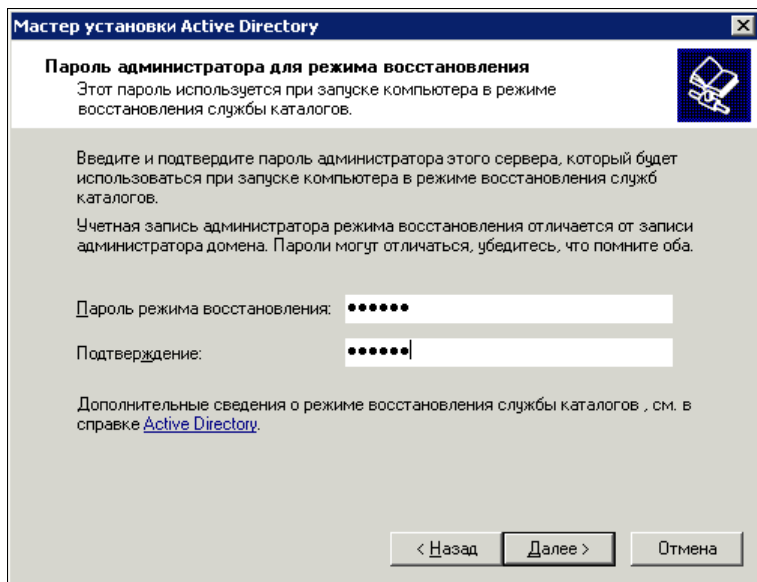 Мастер установки Active Directory
Пароль администратора для режима восстановления
Этот пароль используется при запуске компьютера в режиме
восстановления службы каталогов.
Введите и подтвердите пароль администратора этого сервера, который будет
использоваться при запуске компьютера в режиме восстановления служб
каталогов.
Учетная запись администратора режима восстановления отличается от записи
администратора домена. Пароли могут отличаться, убедитесь, что помните оба.
Пароль режима восстановления: ●●●●●●
Подтверждение: ●●●●●●
Дополнительные сведения о режиме восстановления службы каталогов , см. в
справке Active Directory.
< Назад Далее > Отмена